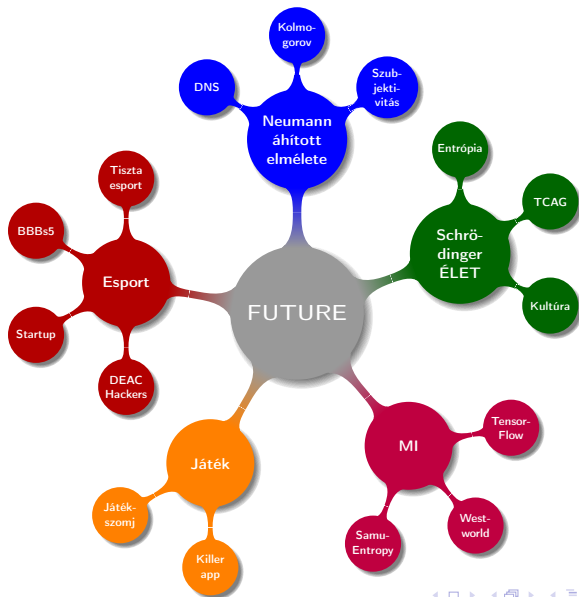 Kolmo-
gorov
DNS
Szub-
jekti-
vitás
Neumann
áhított
elmélete
Entrópia
TCAG
Schrö-
dinger
ÉLET
Kultúra
Tiszta
esport
BBBs5
Esport
Startup
DEAC
Hackers
FUTURE
Tensor-
Flow
MI
West-
world
Samu-
Entropy
Játék
Játék-
szomj
Killer
app